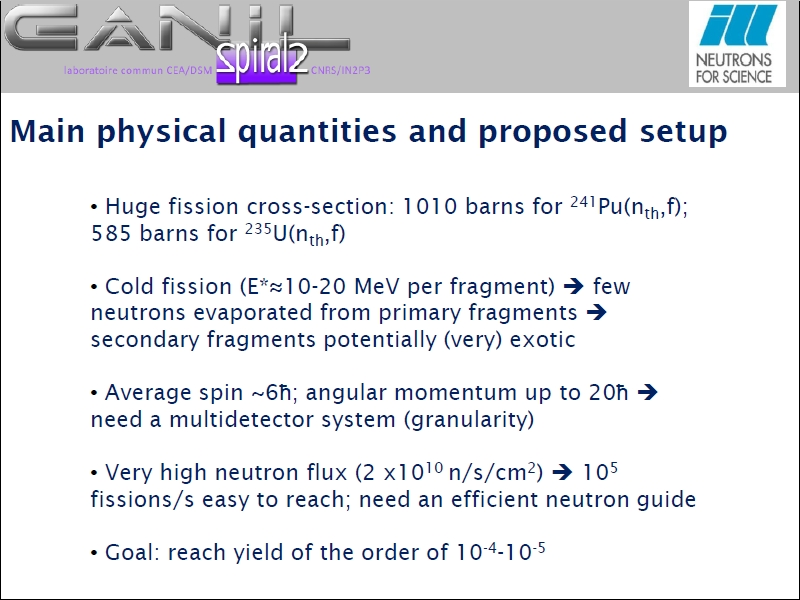 GANIL
spiral2
laboratoire commun CEA/DSM CNRS/IN2P3
ill
NEUTRONS
FOR SCIENCE
Main physical quantities and proposed setup
• Huge fission cross-section: 1010 barns for ²⁴¹Pu(nₜₕ,f);
585 barns for ²³⁵U(nₜₕ,f)
• Cold fission (E*≈10-20 MeV per fragment) ➔ few
neutrons evaporated from primary fragments ➔
secondary fragments potentially (very) exotic
• Average spin ~6ħ; angular momentum up to 20ħ ➔
need a multidetector system (granularity)
• Very high neutron flux (2 x10¹⁰ n/s/cm²) ➔ 10⁵
fissions/s easy to reach; need an efficient neutron guide
• Goal: reach yield of the order of 10⁻⁴-10⁻⁵